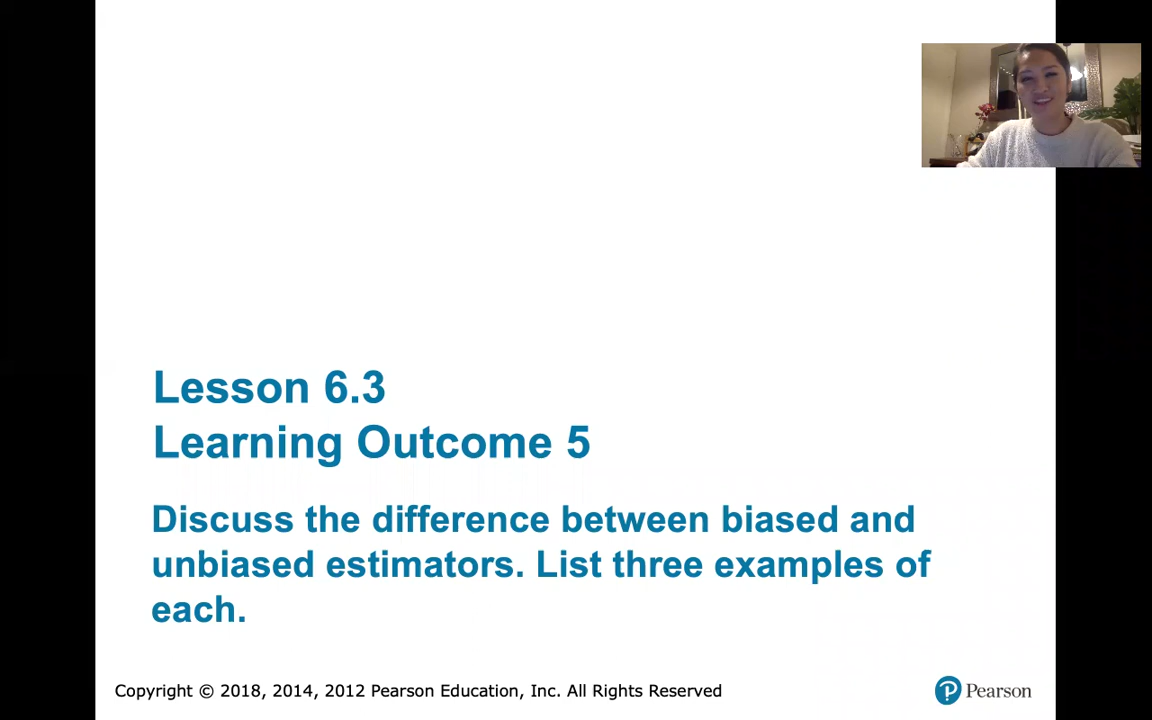 Lesson 6.3
Learning Outcome 5
Discuss the difference between biased and
unbiased estimators. List three examples of
each.
Copyright © 2018, 2014, 2012 Pearson Education, Inc. All Rights Reserved
Pearson